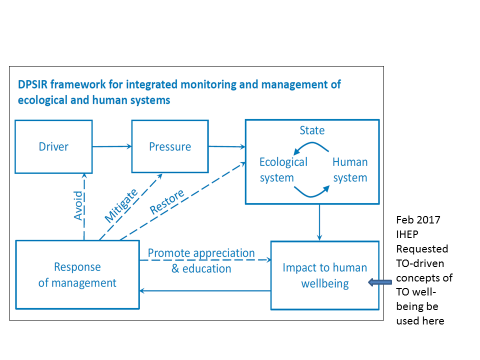 DPSIR framework for integrated monitoring and management of
ecological and human systems
Driver
Pressure
State
Ecological
system
Human
system
Avoid
Mitigate
Restore
Response
of management
Promote appreciation
& education
Impact to human
wellbeing
Feb 2017
IHEP
Requested
TO-driven
concepts of
TO well-
being be
used here